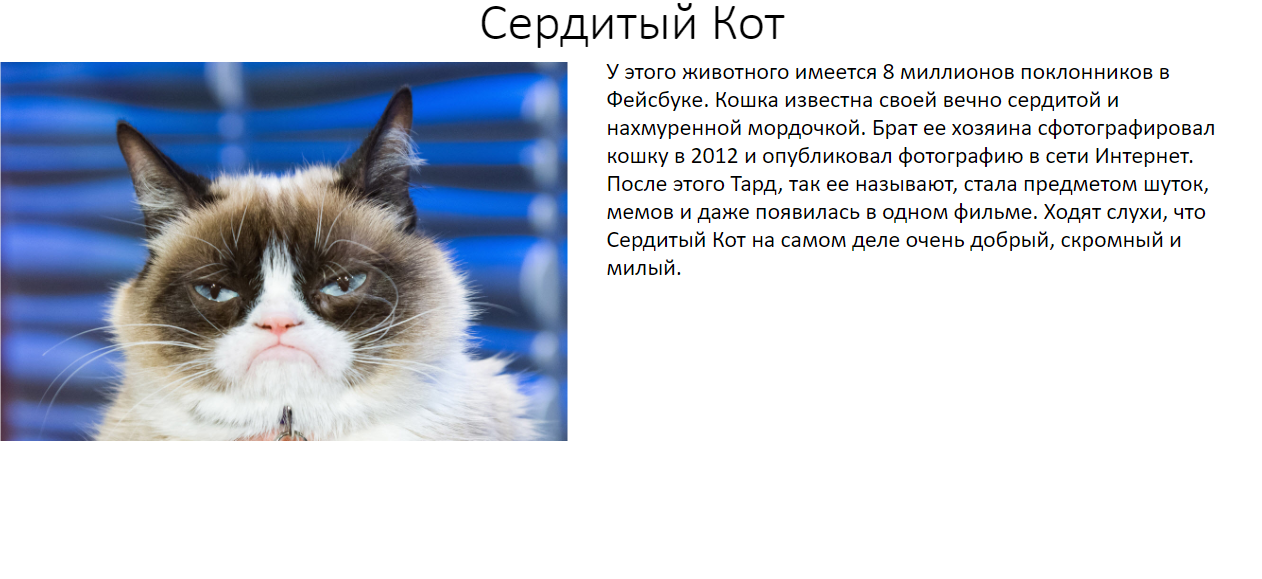 Сердитый Кот
У этого животного имеется 8 миллионов поклонников в
Фейсбуке. Кошка известна своей вечно сердитой и
нахмуренной мордочкой. Брат ее хозяина сфотографировал
кошку в 2012 и опубликовал фотографию в сети Интернет.
После этого Тард, так ее называют, стала предметом шуток,
мемов и даже появилась в одном фильме. Ходят слухи, что
Сердитый Кот на самом деле очень добрый, скромный и
милый.